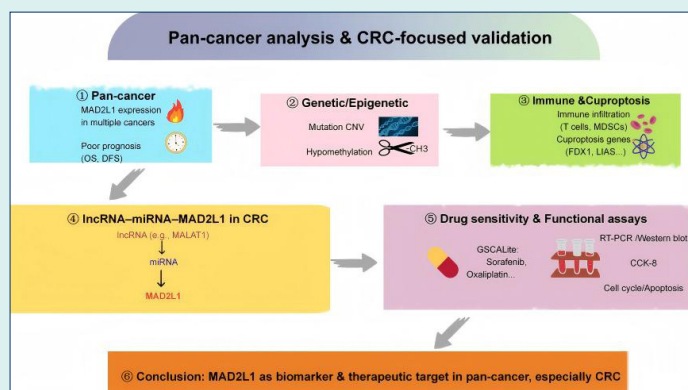 Pan-cancer analysis & CRC-focused validation
① Pan-cancer
MAD2L1 expression
in multiple cancers
Poor prognosis
(OS, DFS)
② Genetic/Epigenetic
Mutation CNV
Hypomethylation
-CH3
③ Immune &Cuproptosis
Immune infiltration
(T cells, MDSCs)
Cuproptosis genes
(FDX1, LIAS...)
④ lncRNA–miRNA–MAD2L1 in CRC
lncRNA (e.g., MALAT1)
miRNA
MAD2L1
⑤ Drug sensitivity & Functional assays
GSCALite:
Sorafenib,
Oxaliplatin...
RT-PCR /Western blot
CCK-8
Cell cycle/Apoptosis
⑥ Conclusion: MAD2L1 as biomarker & therapeutic target in pan-cancer, especially CRC